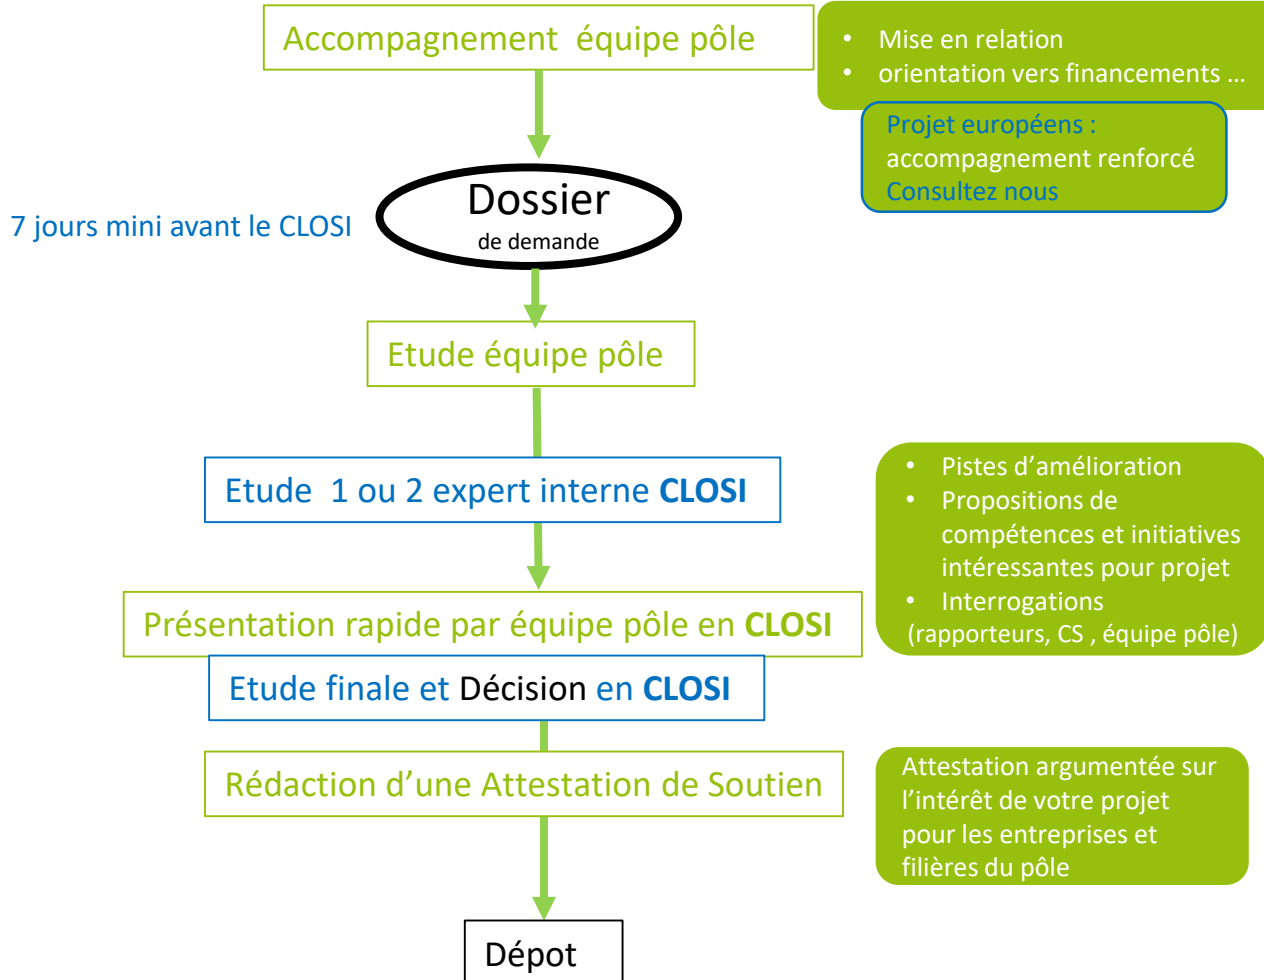 Accompagnement équipe pôle
• Mise en relation
• orientation vers financements ...
Projet européens :
accompagnement renforcé
Consultez nous
7 jours mini avant le CLOSI
Dossier
de demande
Etude équipe pôle
Etude 1 ou 2 expert interne CLOSI
• Pistes d’amélioration
• Propositions de
compétences et initiatives
intéressantes pour projet
• Interrogations
(rapporteurs, CS , équipe pôle)
Présentation rapide par équipe pôle en CLOSI
Etude finale et Décision en CLOSI
Rédaction d’une Attestation de Soutien
Attestation argumentée sur
l’intérêt de votre projet
pour les entreprises et
filières du pôle
Dépot